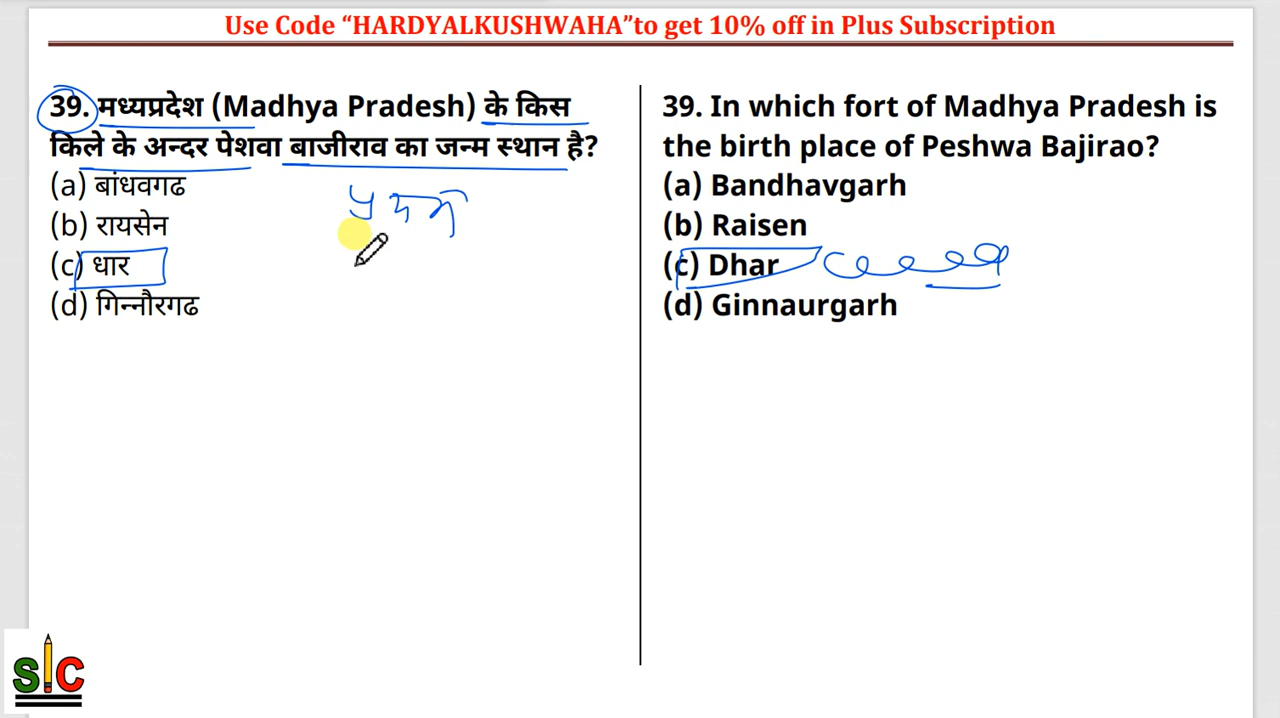 Use Code “HARDYALKUSHWAHA”to get 10% off in Plus Subscription
39. मध्यप्रदेश (Madhya Pradesh) के किस
किले के अन्दर पेशवा बाजीराव का जन्म स्थान है?
(a) बांधवगढ
(b) रायसेन
(c) धार
(d) गिन्नौरगढ
39. In which fort of Madhya Pradesh is
the birth place of Peshwa Bajirao?
(a) Bandhavgarh
(b) Raisen
(c) Dhar
(d) Ginnaurgarh
SIC